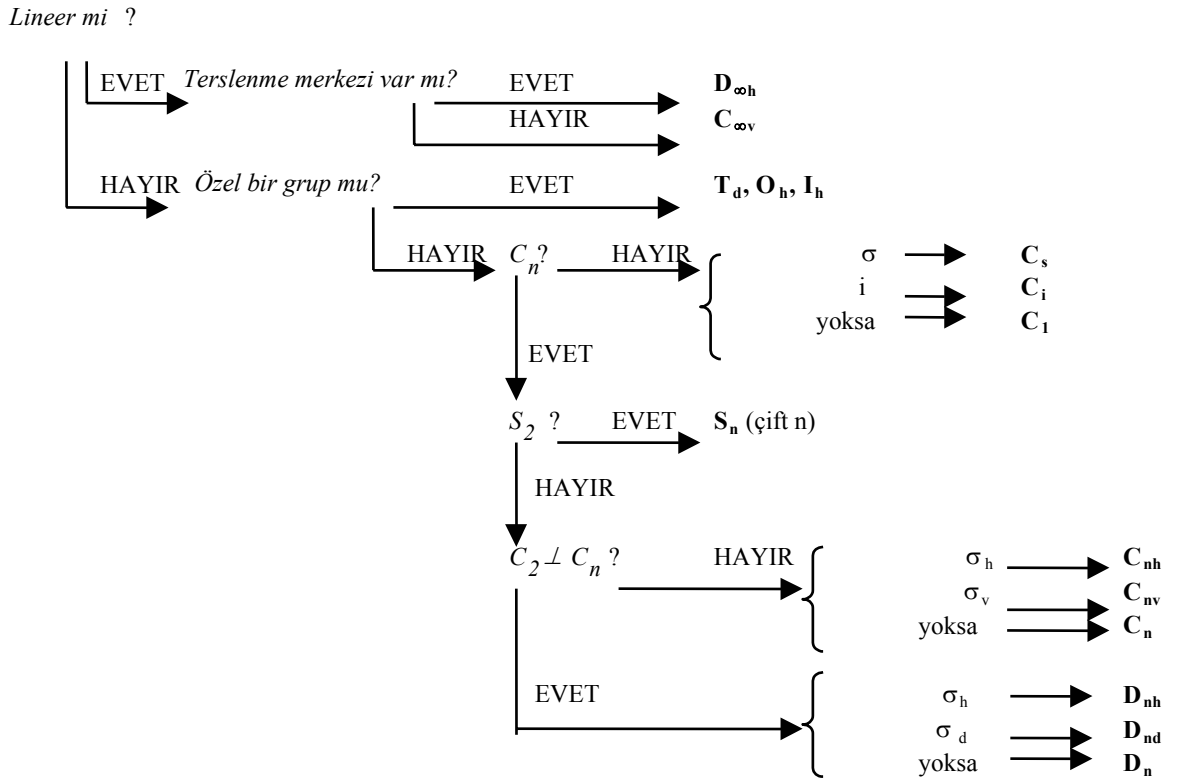 Lineer mi ?
EVET Terslenme merkezi var mı? EVET D∞h
HAYIR C∞v
HAYIR Özel bir grup mu? EVET Td, Oh, Ih
HAYIR Cn? HAYIR σ Cs
i Ci
yoksa C1
EVET
S2 ? EVET Sn (çift n)
HAYIR
C2 ⊥ Cn ? HAYIR σh Cnh
σv Cnv
yoksa Cn
EVET σh Dnh
σd Dnd
yoksa Dn